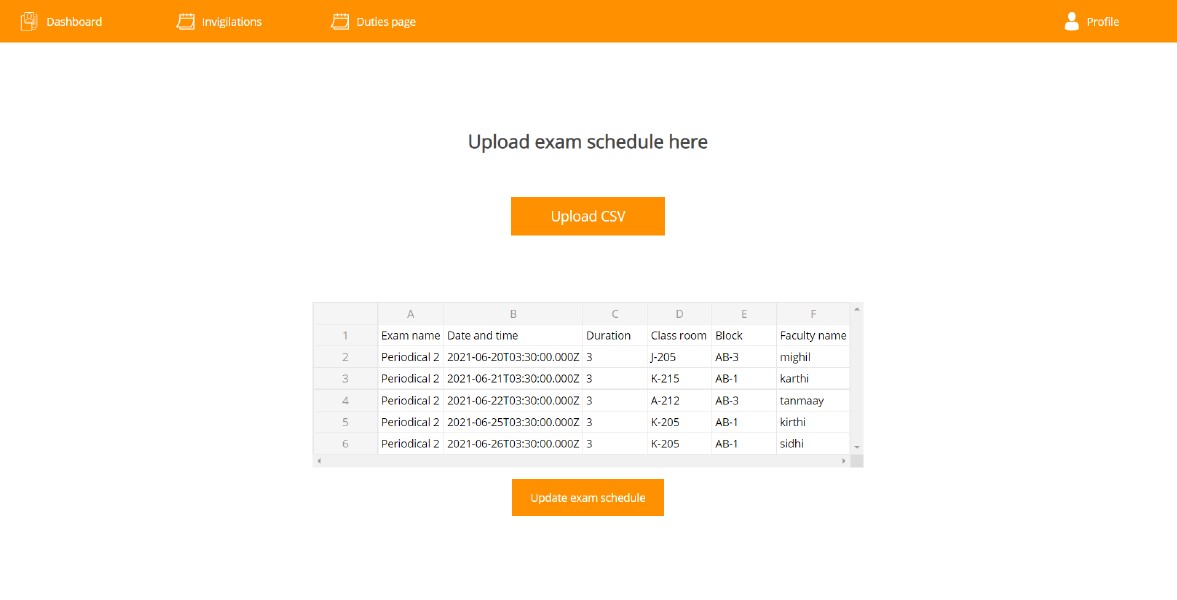 Dashboard Invigilations Duties page Profile
Upload exam schedule here
Upload CSV
A B C D E F
1 Exam name Date and time Duration Class room Block Faculty name
2 Periodical 2 2021-06-20T03:30:00.000Z 3 J-205 AB-3 mighil
3 Periodical 2 2021-06-21T03:30:00.000Z 3 K-215 AB-1 karthi
4 Periodical 2 2021-06-22T03:30:00.000Z 3 A-212 AB-3 tanmaay
5 Periodical 2 2021-06-25T03:30:00.000Z 3 K-205 AB-1 kirthi
6 Periodical 2 2021-06-26T03:30:00.000Z 3 K-205 AB-1 sidhi
Update exam schedule